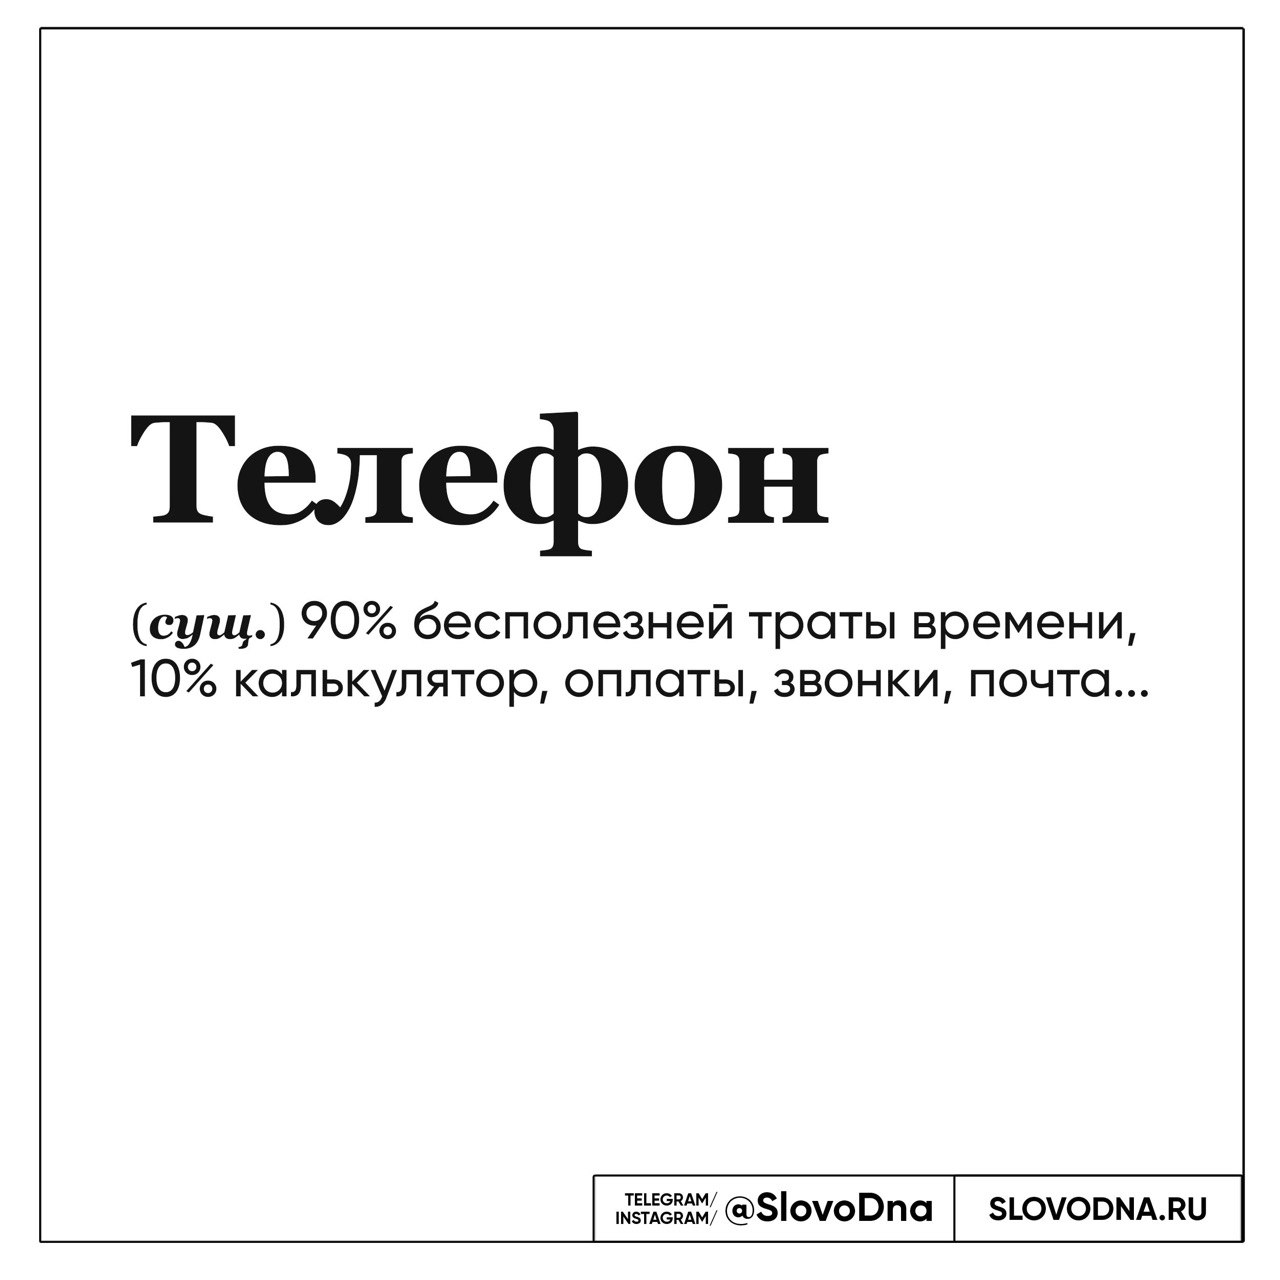 Телефон
(сущ.) 90% бесполезней траты времени,
10% калькулятор, оплаты, звонки, почта...
TELEGRAM/
INSTAGRAM/
@SlovoDna
SLOVODNA.RU